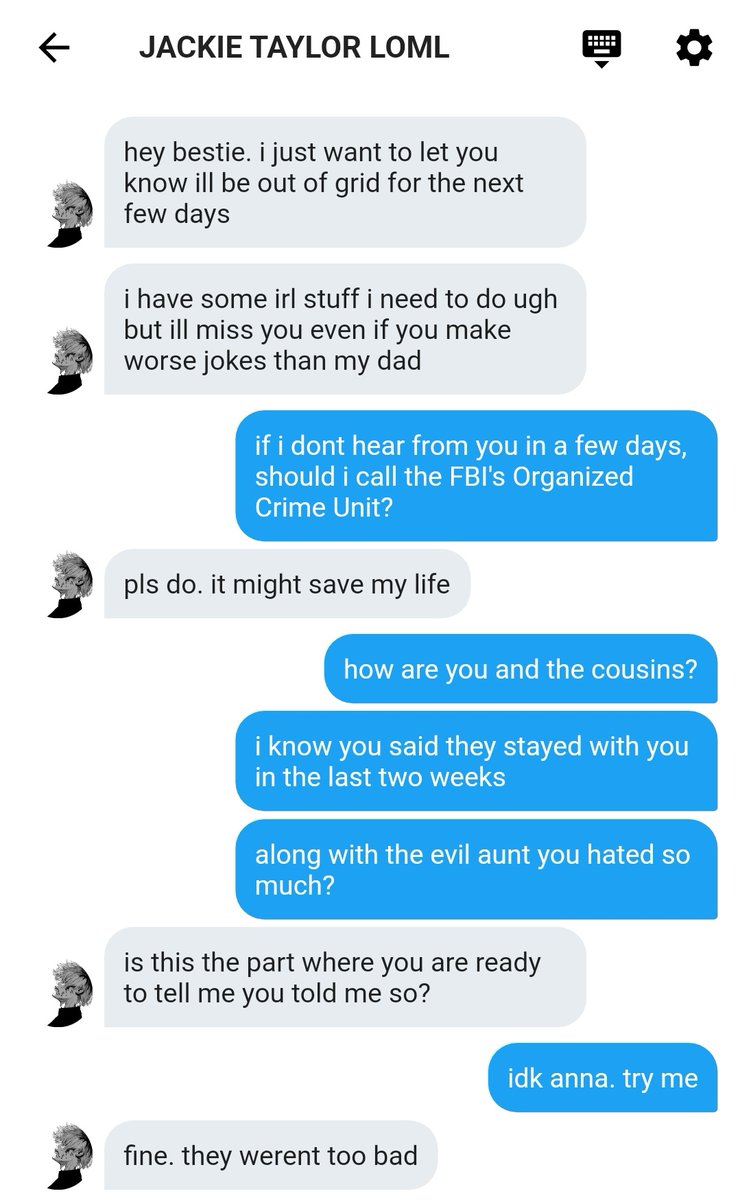 JACKIE TAYLOR LOML
hey bestie. i just want to let you
know ill be out of grid for the next
few days
i have some irl stuff i need to do ugh
but ill miss you even if you make
worse jokes than my dad
if i dont hear from you in a few days,
should i call the FBI's Organized
Crime Unit?
pls do. it might save my life
how are you and the cousins?
i know you said they stayed with you
in the last two weeks
along with the evil aunt you hated so
much?
is this the part where you are ready
to tell me you told me so?
idk anna. try me
fine. they werent too bad